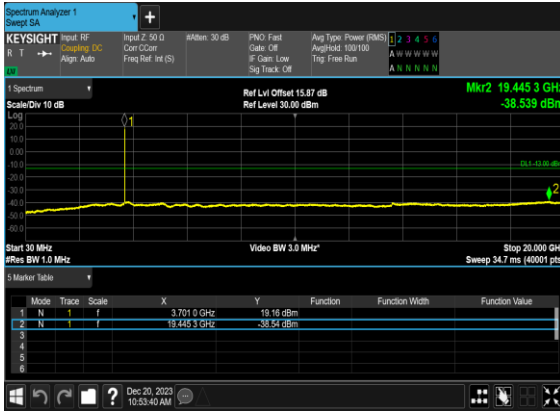 Spectrum Analyzer 1
Swept SA
+
KEYSIGHT
R T
LV
Input: RF
Coupling: DC
Align: Auto
Input Z: 50 Ω
Corr CCorr
Freq Ref: Int (S)
#Atten: 30 dB
PNO: Fast
Gate: Off
IF Gain: Low
Sig Track: Off
Avg Type: Power (RMS)
Avg|Hold: 100/100
Trig: Free Run
1 2 3 4 5 6
A W W W W W
A N N N N N
1 Spectrum
Scale/Div 10 dB
Ref Lvl Offset 15.87 dB
Ref Level 30.00 dBm
Mkr2 19.445 3 GHz
-38.539 dBm
Log
20.0
10.0
0.00
-10.0
-20.0
-30.0
-40.0
-50.0
-60.0
1
DL1 -13.00 dBm
2
Start 30 MHz
#Res BW 1.0 MHz
Video BW 3.0 MHz*
Stop 20.000 GHz
Sweep 34.7 ms (40001 pts)
5 Marker Table
Mode Trace Scale X Y Function Function Width Function Value
1 N 1 f 3.701 0 GHz 19.16 dBm
2 N 1 f 19.445 3 GHz -38.54 dBm
3
4
5
6
?
Dec 20, 2023
10:53:40 AM